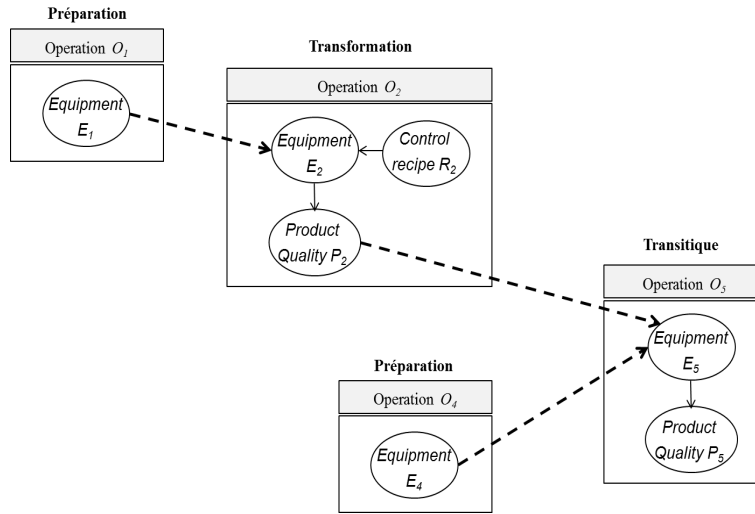 Préparation
Operation O1
Equipment
E1
Transformation
Operation O2
Equipment
E2
Control
recipe R2
Product
Quality P2
Transitique
Operation O5
Equipment
E5
Product
Quality P5
Préparation
Operation O4
Equipment
E4